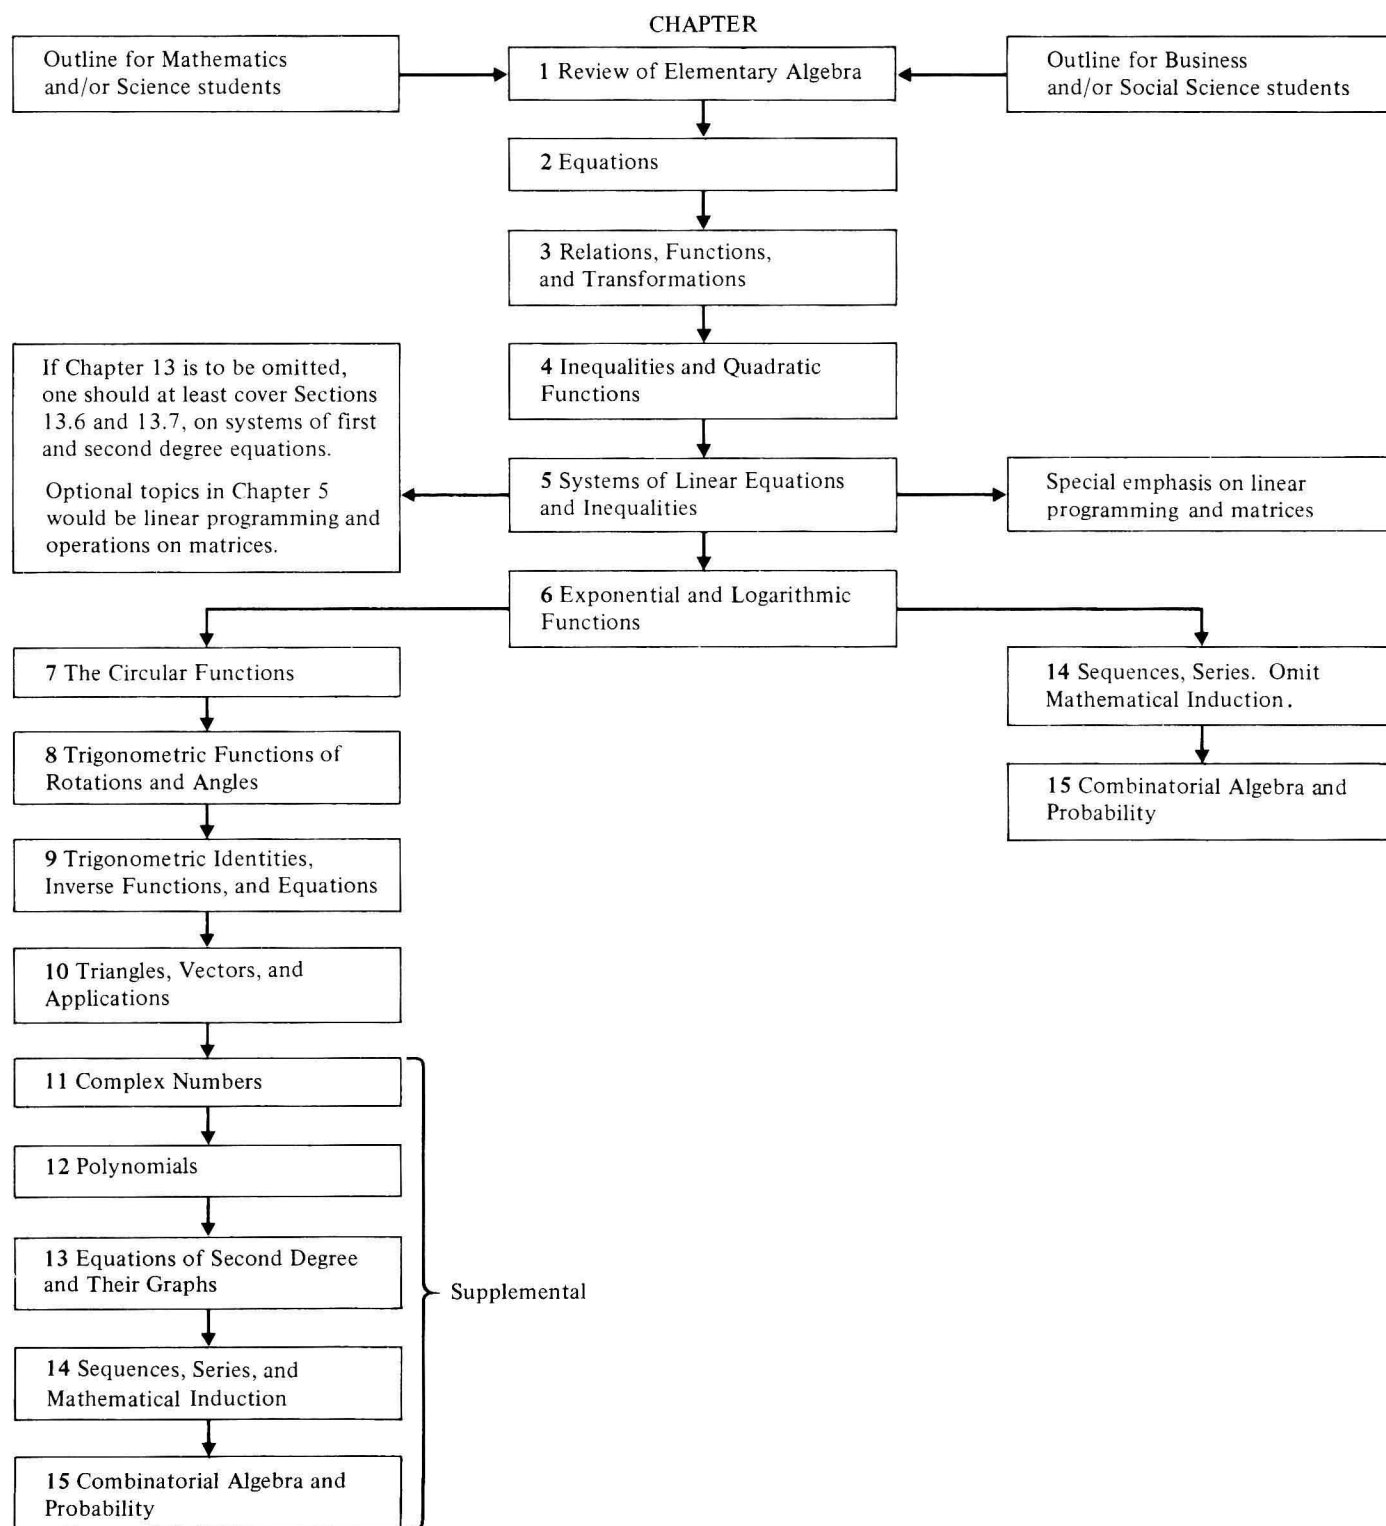 CHAPTER
Outline for Mathematics
and/or Science students
1 Review of Elementary Algebra
Outline for Business
and/or Social Science students
2 Equations
3 Relations, Functions,
and Transformations
If Chapter 13 is to be omitted,
one should at least cover Sections
13.6 and 13.7, on systems of first
and second degree equations.
Optional topics in Chapter 5
would be linear programming and
operations on matrices.
4 Inequalities and Quadratic
Functions
5 Systems of Linear Equations
and Inequalities
Special emphasis on linear
programming and matrices
6 Exponential and Logarithmic
Functions
7 The Circular Functions
8 Trigonometric Functions of
Rotations and Angles
9 Trigonometric Identities,
Inverse Functions, and Equations
10 Triangles, Vectors, and
Applications
11 Complex Numbers
12 Polynomials
13 Equations of Second Degree
and Their Graphs
14 Sequences, Series, and
Mathematical Induction
15 Combinatorial Algebra and
Probability
Supplemental
14 Sequences, Series. Omit
Mathematical Induction.
15 Combinatorial Algebra and
Probability